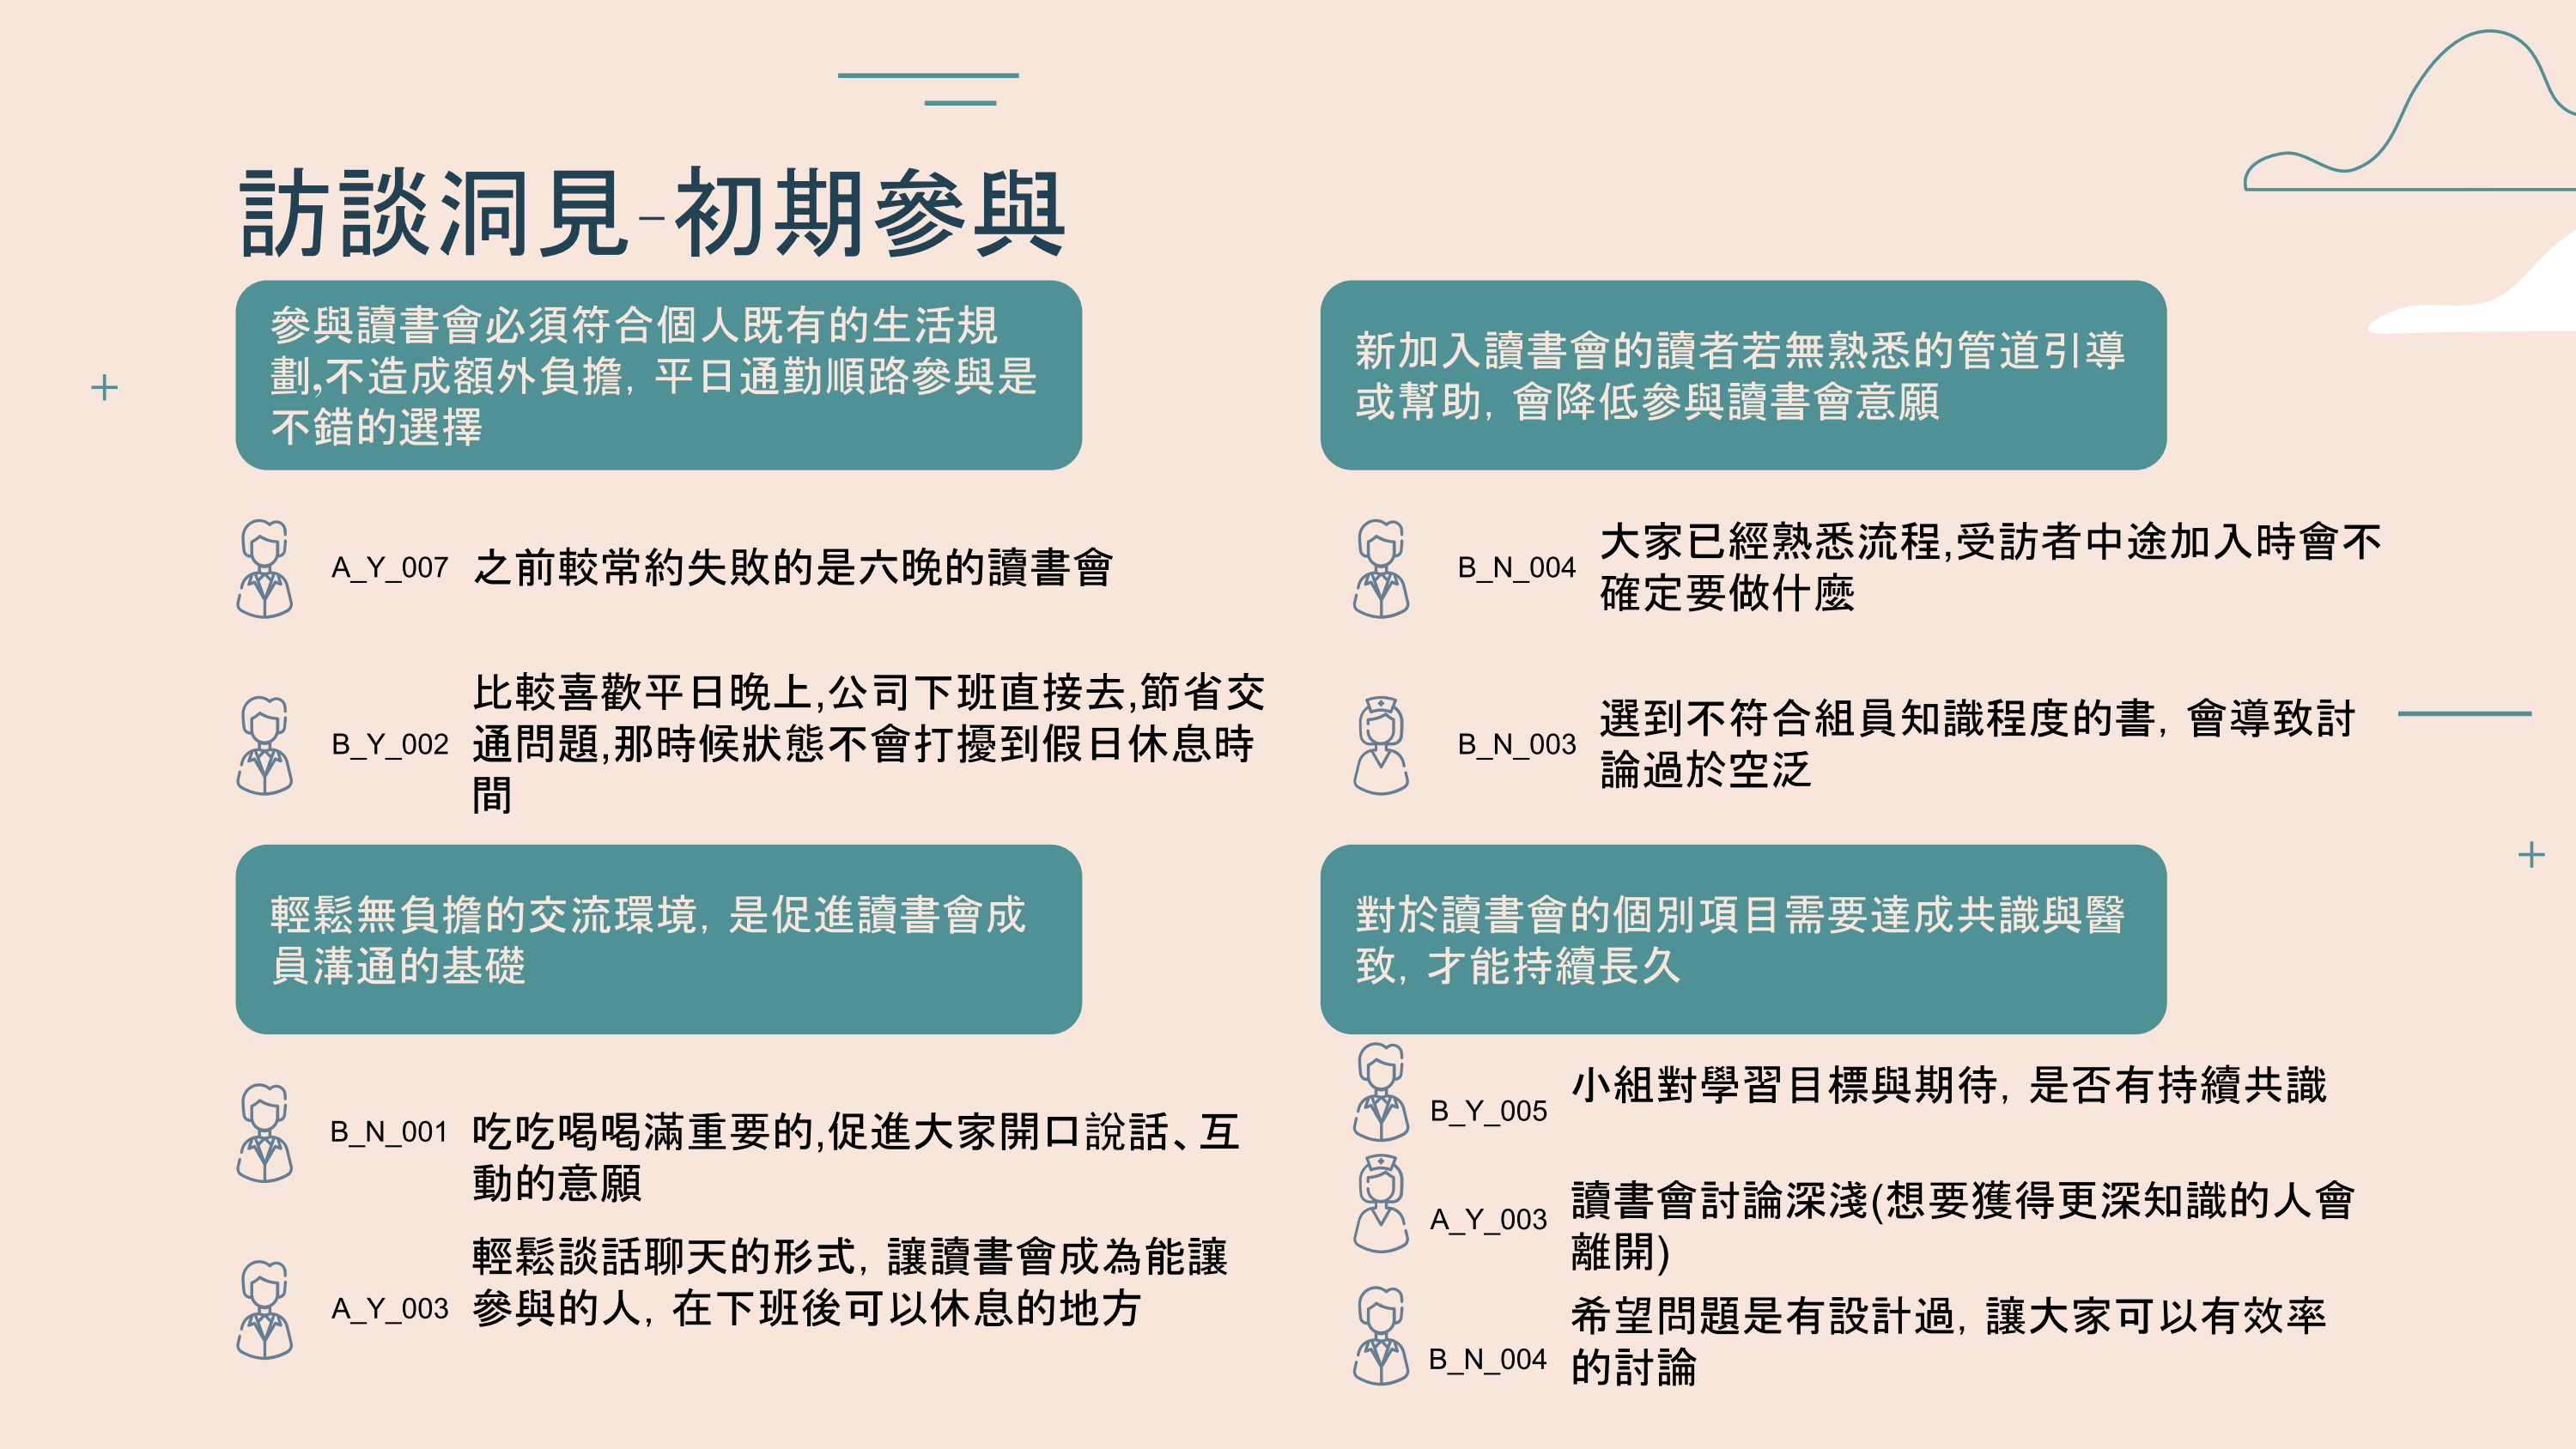 訪談洞見-初期參與
參與讀書會必須符合個人既有的生活規
劃,不造成額外負擔，平日通勤順路參與是
不錯的選擇
A_Y_007
之前較常約失敗的是六晚的讀書會
B_Y_002
比較喜歡平日晚上,公司下班直接去,節省交
通問題,那時候狀態不會打擾到假日休息時
間
新加入讀書會的讀者若無熟悉的管道引導
或幫助，會降低參與讀書會意願
B_N_004
大家已經熟悉流程,受訪者中途加入時會不
確定要做什麼
B_N_003
選到不符合組員知識程度的書，會導致討
論過於空泛
輕鬆無負擔的交流環境，是促進讀書會成
員溝通的基礎
B_N_001
吃吃喝喝滿重要的,促進大家開口說話、互
動的意願
A_Y_003
輕鬆談話聊天的形式，讓讀書會成為能讓
參與的人，在下班後可以休息的地方
對於讀書會的個別項目需要達成共識與醫
致，才能持續長久
B_Y_005
小組對學習目標與期待，是否有持續共識
A_Y_003
讀書會討論深淺(想要獲得更深知識的人會
離開)
B_N_004
希望問題是有設計過，讓大家可以有效率
的討論